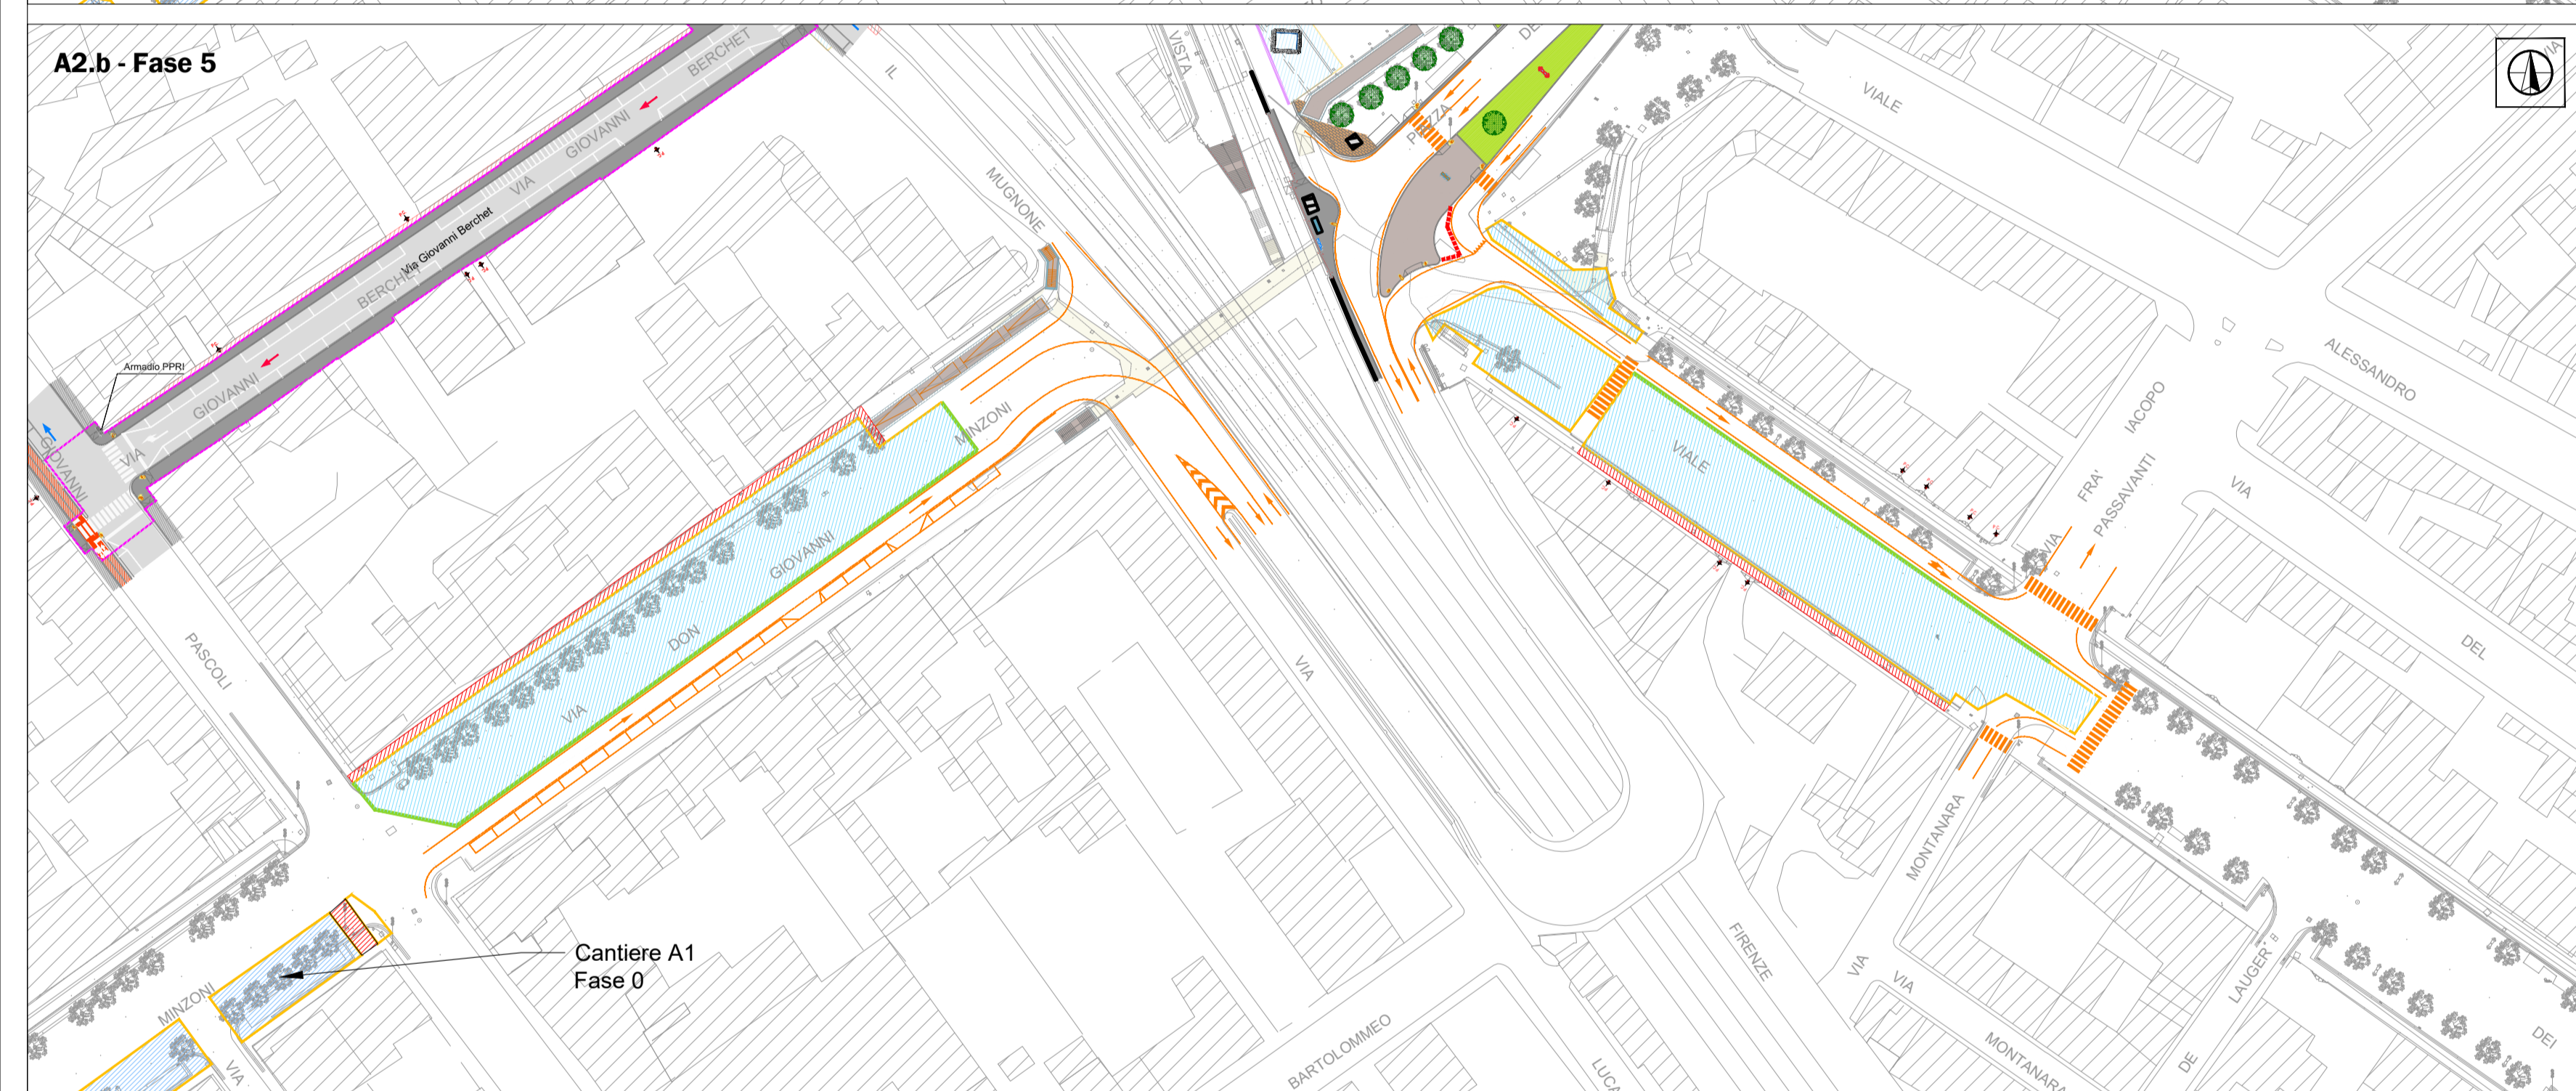 A2.b - Fase 5
BERCHET
GIOVANNI
VIA
Via Giovanni Berchet
BERCHET
GIOVANNI
VIA
Armadio PPRI
GIOVANNI
PASCOLI
IL
MUGNONE
VISTA
PIAZZA
VIALE
ALESSANDRO
VIA
IACOPO
FRA'
PASSAVANTI
VIA
VIALE
DEL
MINZONI
GIOVANNI
DON
VIA
VIA
FIRENZE
MONTANARA
VIA
VIA
MONTANARA
LAUGER'
DE
DEI
BARTOLOMMEO
LUCA
MINZONI
VIA
Cantiere A1
Fase 0